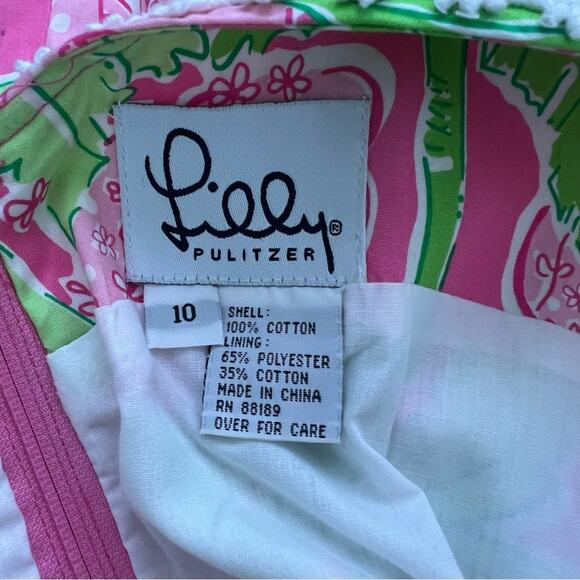 Lilly®
PULITZER
10
SHELL:
100% COTTON
LINING:
65% POLYESTER
35% COTTON
MADE IN CHINA
RN 88189
OVER FOR CARE